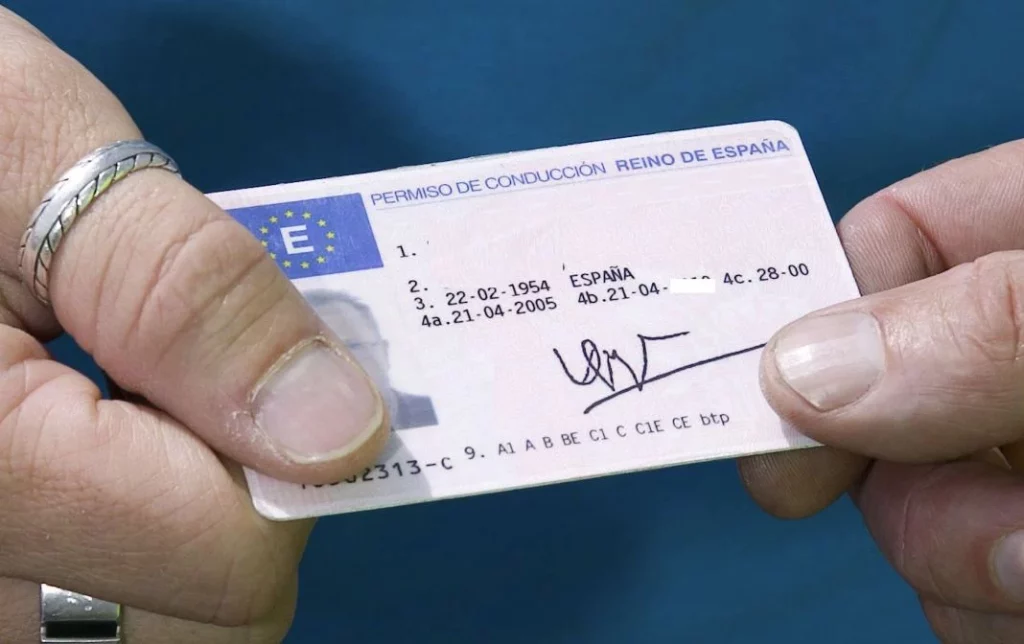 PERMISO DE CONDUCCIÓN REINO DE ESPAÑA
E
1.
2.
3. 22-02-1954 ESPAÑA
4a.21-04-2005 4b.21-04- 4c.28-00
2313-C 9. A1 A B BE C1 C C1E CE btp